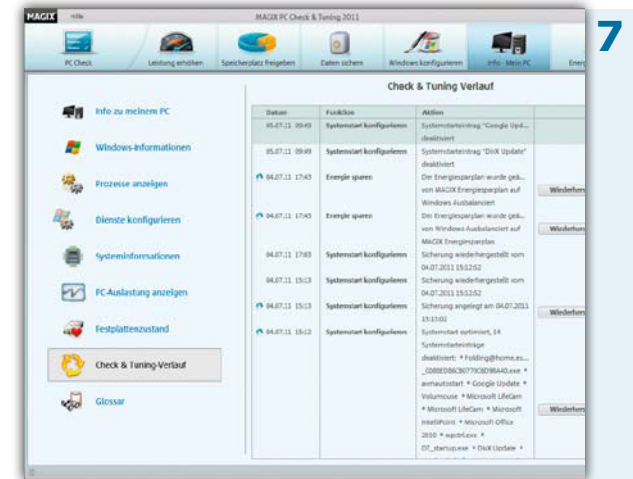 MAGIX Hilfe MAGIX PC Check & Tuning 2011
7
PC Check Leistung erhöhen Speicherplatz freigeben Daten sichern Windows konfigurieren Info - Mein PC Energ
Check & Tuning Verlauf
Info zu meinem PC
Windows-Informationen
Prozesse anzeigen
Dienste konfigurieren
Systeminformationen
PC-Auslastung anzeigen
Festplattenzustand
Check & Tuning-Verlauf
Glossar
Datum Funktion Aktion
05.07.11 09:49 Systemstart konfigurieren Systemstarteintrag "Google Upd...
deaktiviert
05.07.11 09:49 Systemstart konfigurieren Systemstarteintrag "DivX Update"
deaktiviert
04.07.11 17:43 Energie sparen Der Energiesparplan wurde geä...
von MAGIX Energiesparplan auf Wiederhers
Windows Ausbalanciert
04.07.11 17:43 Energie sparen Der Energiesparplan wurde geä...
von Windows Ausbalanciert auf Wiederhers
MAGIX Energiesparplan
04.07.11 17:03 Systemstart konfigurieren Sicherung wiederhergestellt vom
04.07.2011 15:12:52
04.07.11 15:13 Systemstart konfigurieren Sicherung wiederhergestellt vom
04.07.2011 15:12:52
04.07.11 15:13 Systemstart konfigurieren Sicherung angelegt am 04.07.2011
15:13:02 Wiederhers
04.07.11 15:12 Systemstart konfigurieren Systemstart optimiert, 14
Systemstarteinträge
deaktiviert: * Folding@home.es...
avmautostart * Google Update *
Volumouse * Microsoft LifeCam
* Microsoft LifeCam * Microsoft Wiederhers
IntelliPoint * Microsoft Office
2010 *
D7_startup.exe * DivX Update *